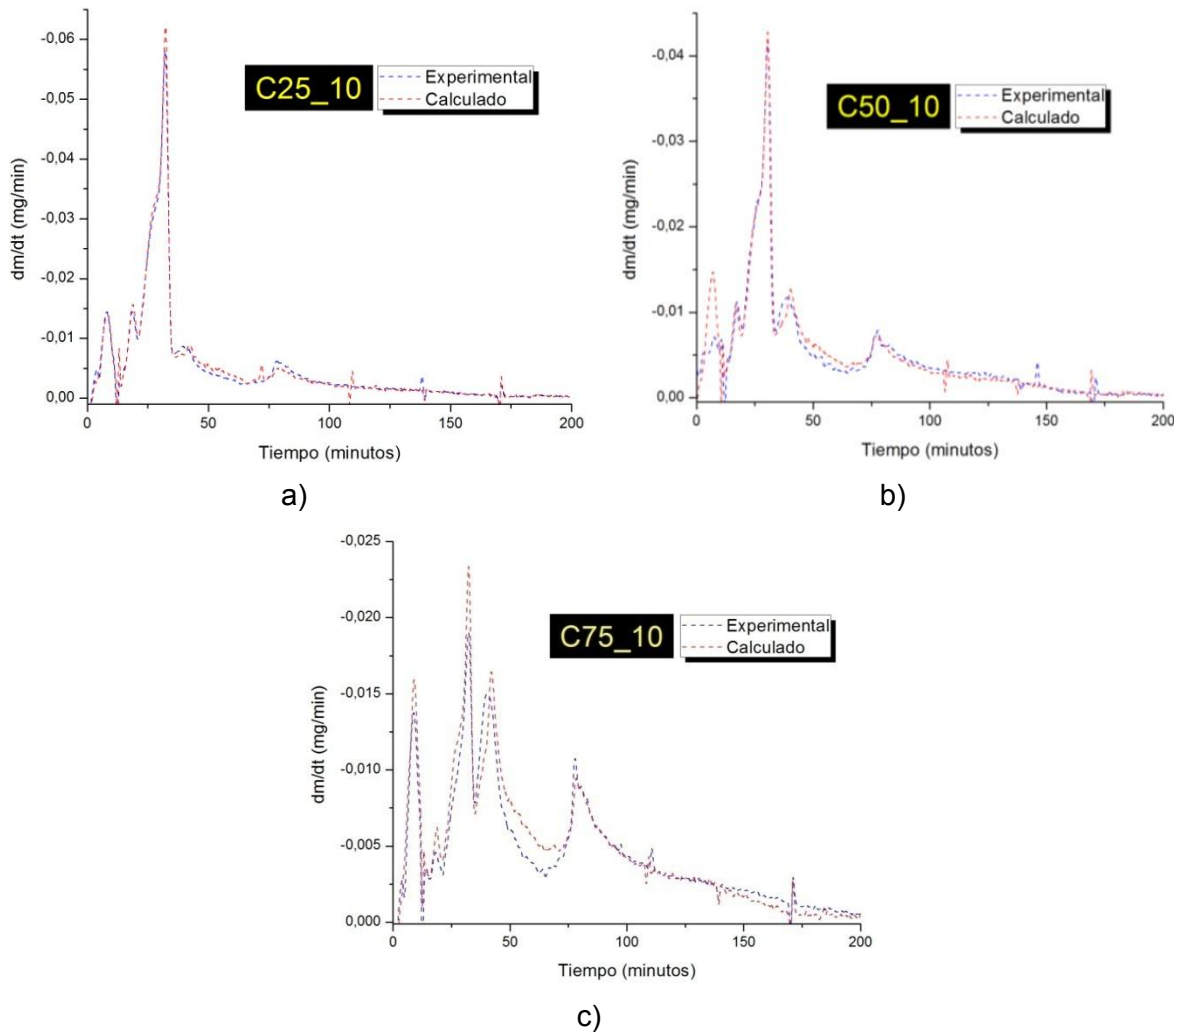 -0,06
-0,05
-0,04
-0,03
-0,02
-0,01
0,00
dm/dt (mg/min)
C25_10
Experimental
Calculado
0
50
100
150
200
Tiempo (minutos)
a)
-0,04
-0,03
-0,02
-0,01
0,00
dm/dt (mg/min)
C50_10
Experimental
Calculado
0
50
100
150
200
Tiempo (minutos)
b)
-0,025
-0,020
-0,015
-0,010
-0,005
0,000
dm/dt (mg/min)
C75_10
Experimental
Calculado
0
50
100
150
200
Tiempo (minutos)
c)